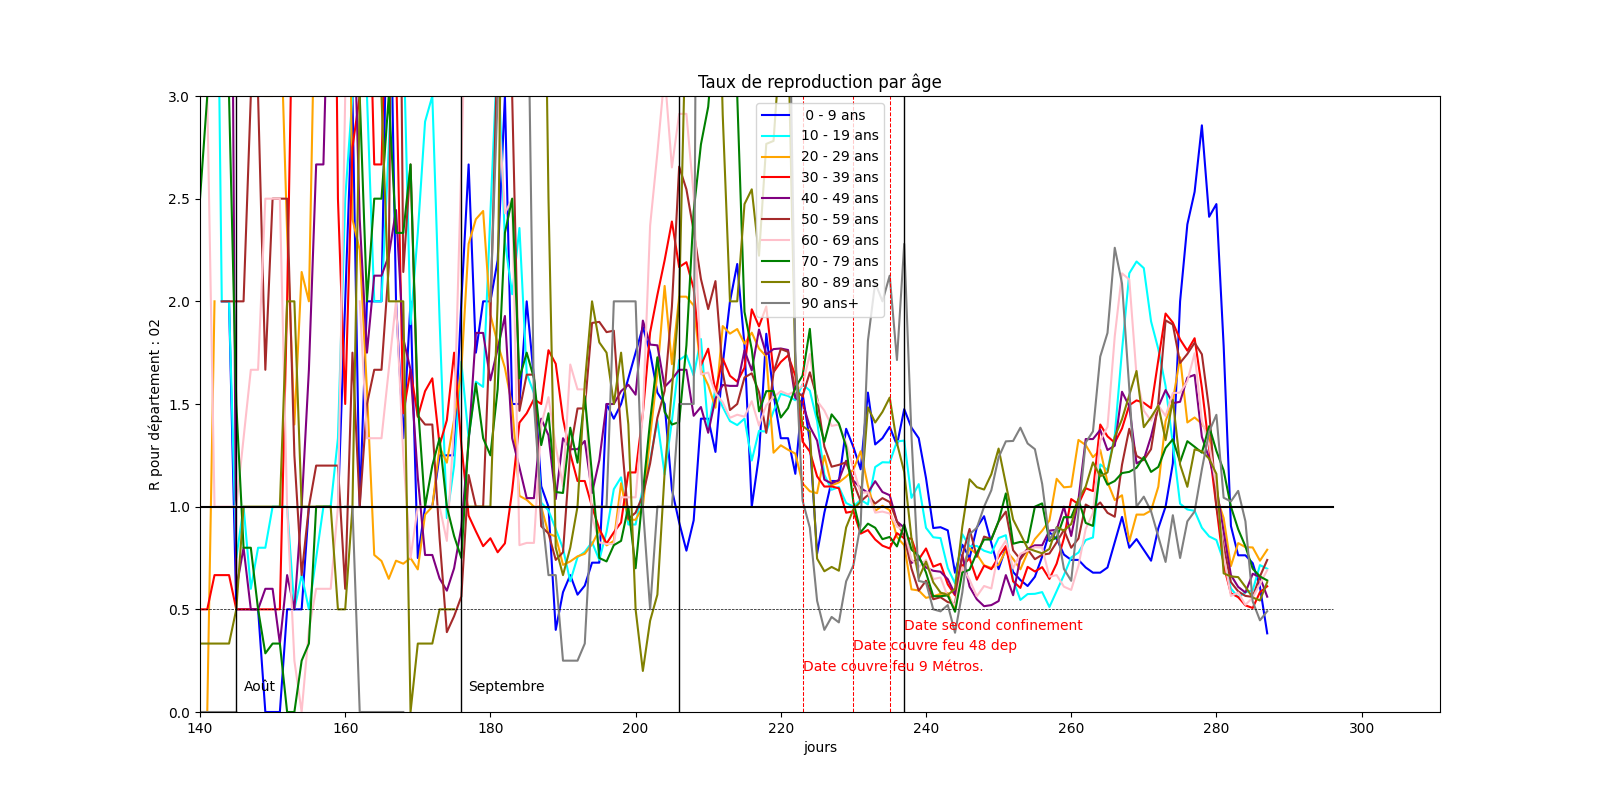 Taux de reproduction par âge
3.0
2.5
2.0
1.5
1.0
0.5
0.0
R pour département : 02
0 - 9 ans
10 - 19 ans
20 - 29 ans
30 - 39 ans
40 - 49 ans
50 - 59 ans
60 - 69 ans
70 - 79 ans
80 - 89 ans
90 ans+
Date second confinement
Date couvre feu 48 dep
Date couvre feu 9 Métros.
Août
Septembre
140 160 180 200 220 240 260 280 300
jours